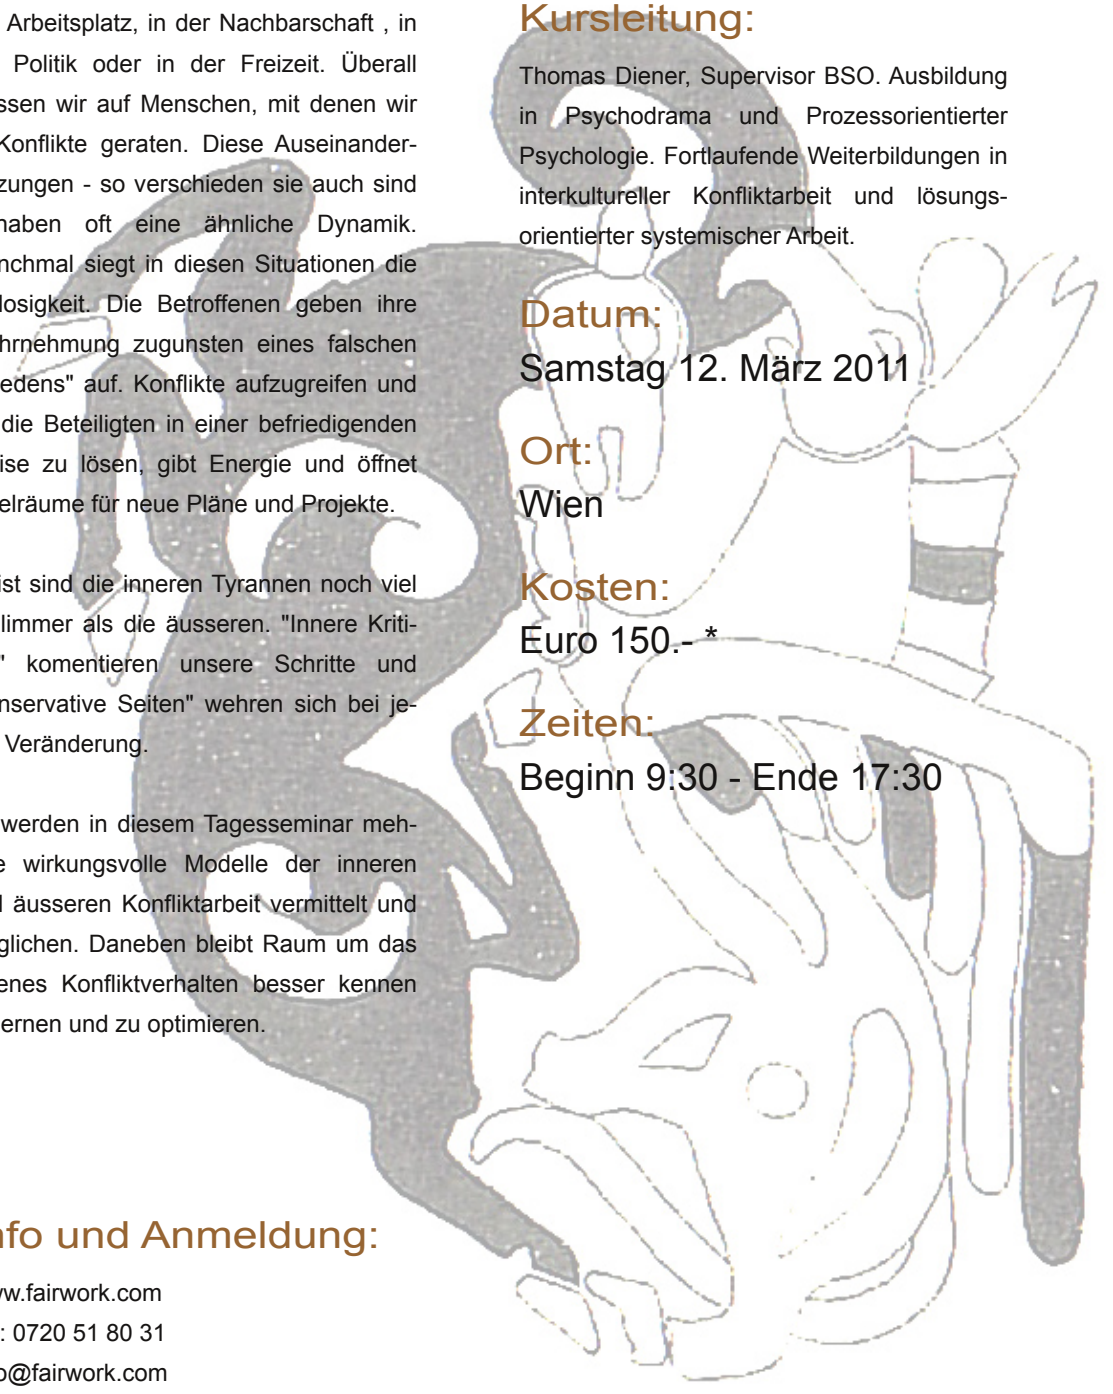 Arbeitsplatz, in der Nachbarschaft , in
Politik oder in der Freizeit. Überall
ssen wir auf Menschen, mit denen wir
Konflikte geraten. Diese Auseinander-
zungen - so verschieden sie auch sind
haben oft eine ähnliche Dynamik.
nchmal siegt in diesen Situationen die
losigkeit. Die Betroffenen geben ihre
hrnehmung zugunsten eines falschen
iedens" auf. Konflikte aufzugreifen und
die Beteiligten in einer befriedigenden
ise zu lösen, gibt Energie und öffnet
elräume für neue Pläne und Projekte.
ist sind die inneren Tyrannen noch viel
limmer als die äusseren. "Innere Kriti-
" komentieren unsere Schritte und
nservative Seiten" wehren sich bei je-
Veränderung.
werden in diesem Tagesseminar meh-
e wirkungsvolle Modelle der inneren
d äusseren Konfliktarbeit vermittelt und
glichen. Daneben bleibt Raum um das
enes Konfliktverhalten besser kennen
ernen und zu optimieren.
nfo und Anmeldung:
ww.fairwork.com
: 0720 51 80 31
o@fairwork.com
Kursleitung:
Thomas Diener, Supervisor BSO. Ausbildung
in Psychodrama und Prozessorientierter
Psychologie. Fortlaufende Weiterbildungen in
interkultureller Konfliktarbeit und lösungs-
orientierter systemischer Arbeit.
Datum:
Samstag 12. März 2011
Ort:
Wien
Kosten:
Euro 150.- *
Zeiten:
Beginn 9:30 - Ende 17:30